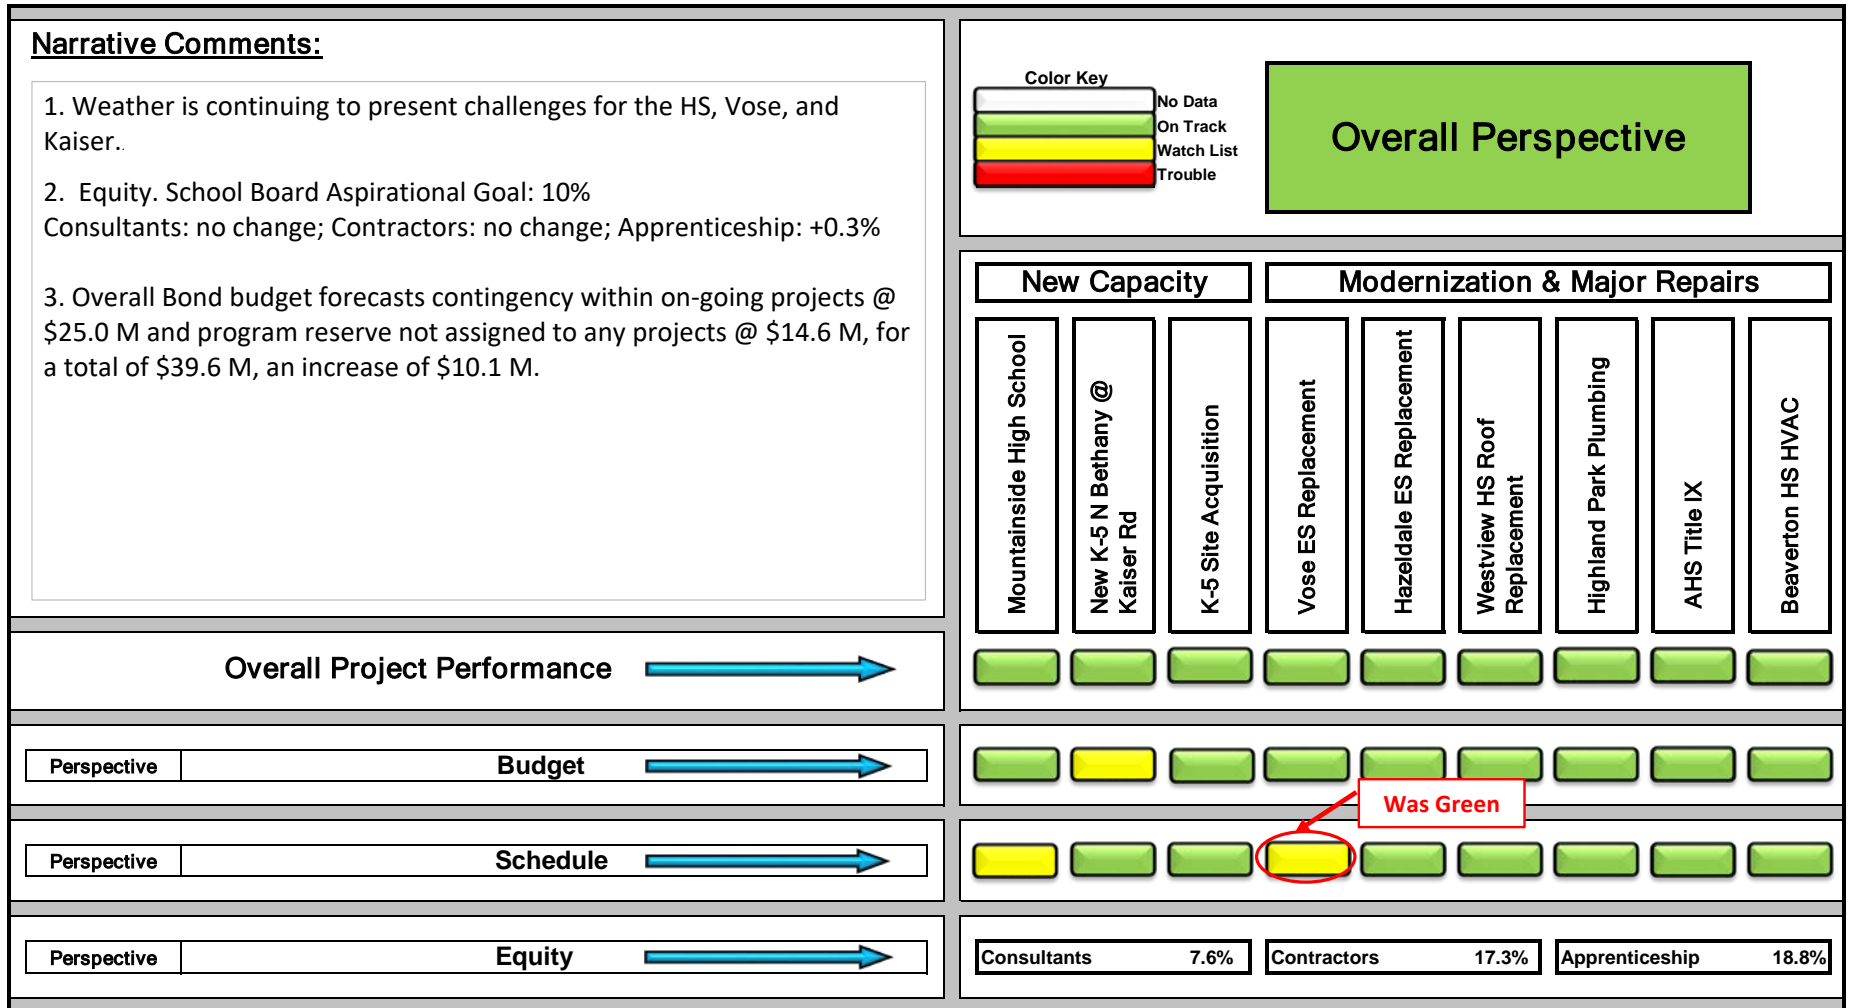 Narrative Comments:
1. Weather is continuing to present challenges for the HS, Vose, and
Kaiser..
2.  Equity. School Board Aspirational Goal: 10%
Consultants: no change; Contractors: no change; Apprenticeship: +0.3%
3. Overall Bond budget forecasts contingency within on-going projects @
$25.0 M and program reserve not assigned to any projects @ $14.6 M, for
a total of $39.6 M, an increase of $10.1 M.
Color Key
No Data
On Track
Watch List
Trouble
Overall Perspective
New Capacity
Modernization & Major Repairs
Mountainside High School
New K-5 N Bethany @
Kaiser Rd
K-5 Site Acquisition
Vose ES Replacement
Hazeldale ES Replacement
Westview HS Roof
Replacement
Highland Park Plumbing
AHS Title IX
Beaverton HS HVAC
Overall Project Performance
Perspective
Budget
Was Green
Perspective
Schedule
Perspective
Equity
Consultants 7.6%
Contractors 17.3%
Apprenticeship 18.8%